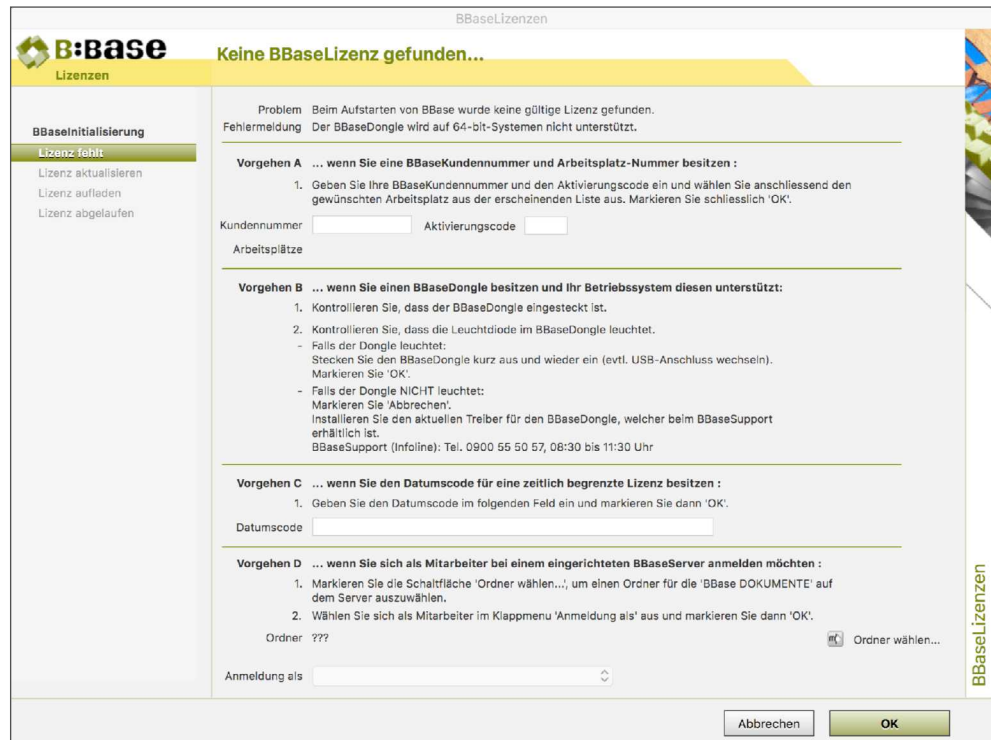 BBaseLizenzen
B:Base
Lizenzen
Keine BBaseLizenz gefunden...
BBaseInitialisierung
Lizenz fehlt
Lizenz aktualisieren
Lizenz aufladen
Lizenz abgelaufen
Problem Beim Aufstarten von BBase wurde keine gültige Lizenz gefunden.
Fehlermeldung Der BBaseDongle wird auf 64-bit-Systemen nicht unterstützt.
Vorgehen A ... wenn Sie eine BBaseKundennummer und Arbeitsplatz-Nummer besitzen :
1. Geben Sie Ihre BBaseKundennummer und den Aktivierungscode ein und wählen Sie anschliessend den
gewünschten Arbeitsplatz aus der erscheinenden Liste aus. Markieren Sie schliesslich 'OK'.
Kundennummer Aktivierungscode
Arbeitsplätze
Vorgehen B ... wenn Sie einen BBaseDongle besitzen und Ihr Betriebssystem diesen unterstützt:
1. Kontrollieren Sie, dass der BBaseDongle eingesteckt ist.
2. Kontrollieren Sie, dass die Leuchtdiode im BBaseDongle leuchtet.
- Falls der Dongle leuchtet:
Stecken Sie den BBaseDongle kurz aus und wieder ein (evtl. USB-Anschluss wechseln).
Markieren Sie 'OK'.
- Falls der Dongle NICHT leuchtet:
Markieren Sie 'Abbrechen'.
Installieren Sie den aktuellen Treiber für den BBaseDongle, welcher beim BBaseSupport
erhältlich ist.
BBaseSupport (Infoline): Tel. 0900 55 50 57, 08:30 bis 11:30 Uhr
Vorgehen C ... wenn Sie den Datumscode für eine zeitlich begrenzte Lizenz besitzen :
1. Geben Sie den Datumscode im folgenden Feld ein und markieren Sie dann 'OK'.
Datumscode
Vorgehen D ... wenn Sie sich als Mitarbeiter bei einem eingerichteten BBaseServer anmelden möchten :
1. Markieren Sie die Schaltfläche 'Ordner wählen...', um einen Ordner für die 'BBase DOKUMENTE' auf
dem Server auszuwählen.
2. Wählen Sie sich als Mitarbeiter im Klappmenu 'Anmeldung als' aus und markieren Sie dann 'OK'.
Ordner ??? Ordner wählen...
Anmeldung als
BBaseLizenzen
Abbrechen OK